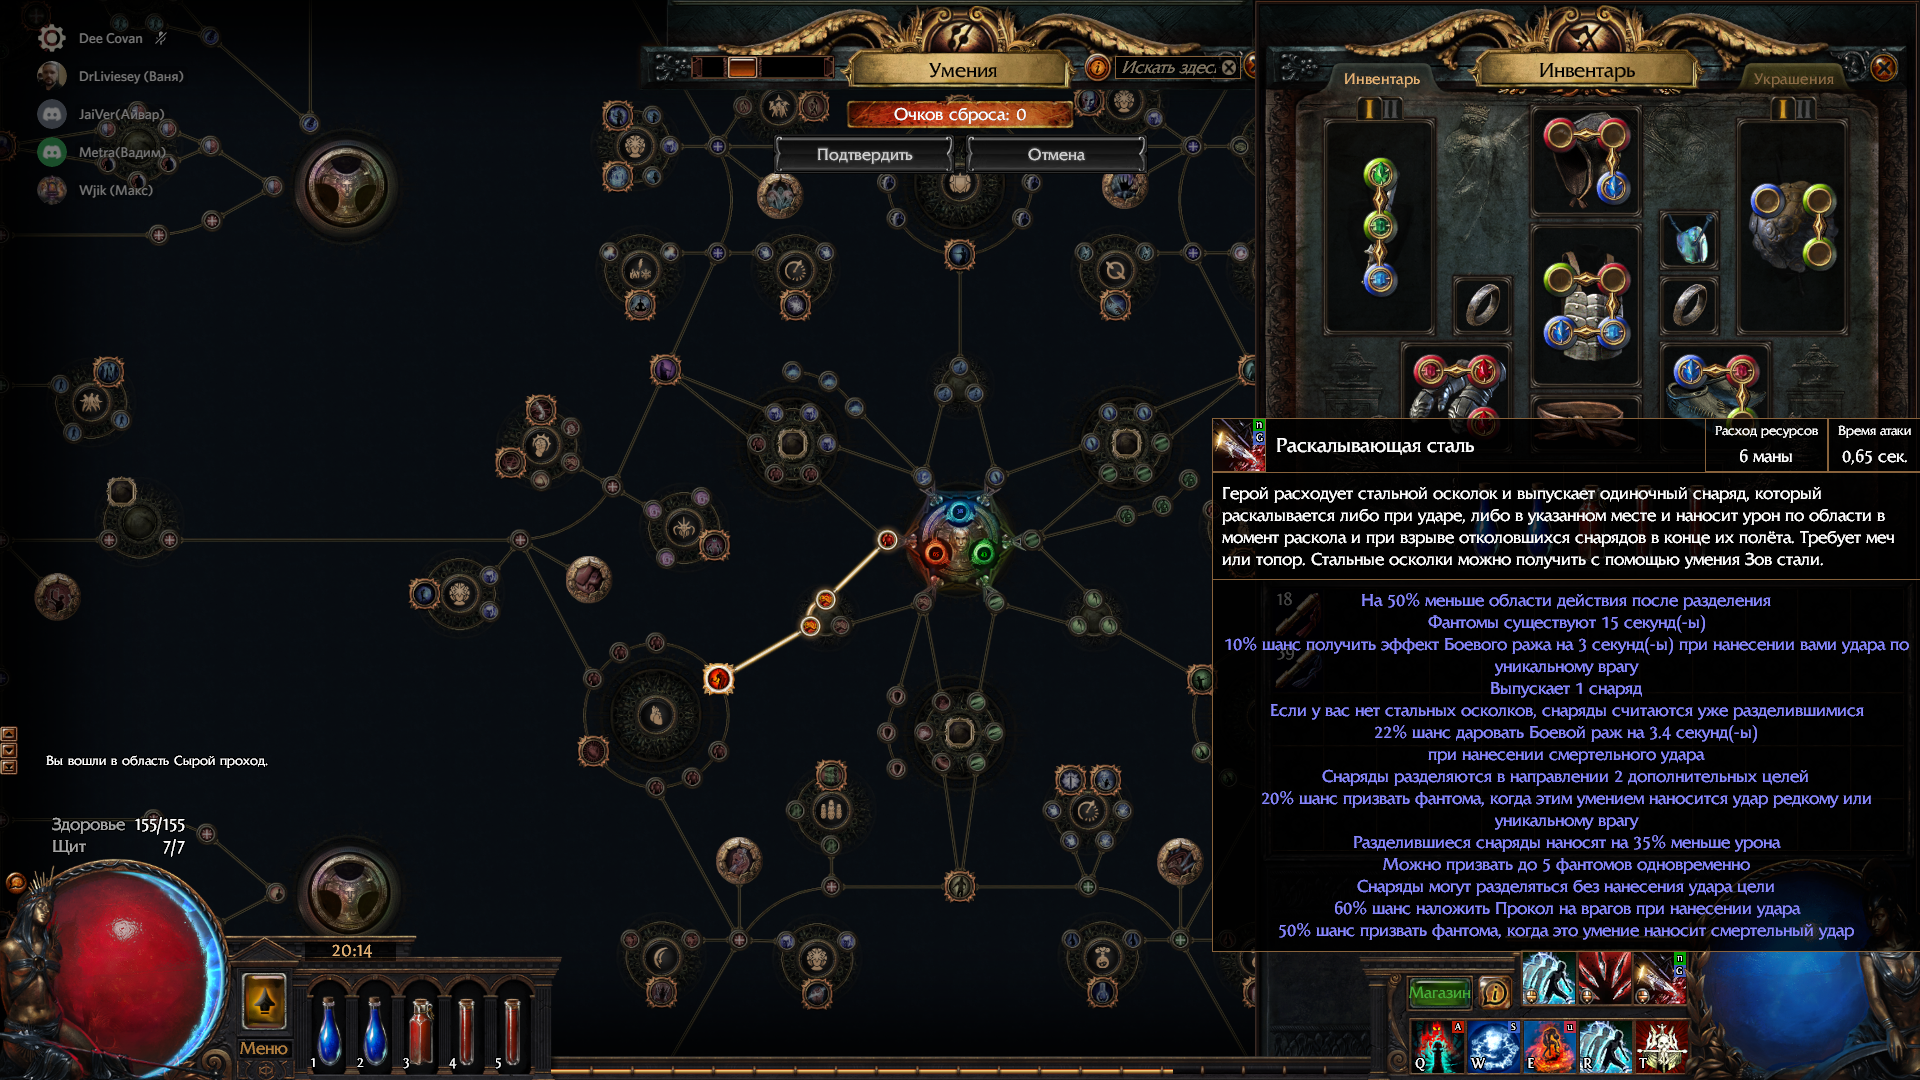 Dee Covan
DrLiviesey (Ваня)
JaiVer(Айвар)
Metra(Вадим)
Wjik (Макс)
Умения
Искать здес
Очков сброса: 0
Подтвердить
Отмена
Инвентарь
Инвентарь
Украшения
I II
I II
Раскалывающая сталь
n
G
Расход ресурсов
6 маны
Время атаки
0,65 сек.
Герой расходует стальной осколок и выпускает одиночный снаряд, который
раскалывается либо при ударе, либо в указанном месте и наносит урон по области в
момент раскола и при взрыве отколовшихся снарядов в конце их полёта. Требует меч
или топор. Стальные осколки можно получить с помощью умения Зов стали.
18
39
На 50% меньше области действия после разделения
Фантомы существуют 15 секунд(-ы)
10% шанс получить эффект Боевого ража на 3 секунд(-ы) при нанесении вами удара по
уникальному врагу
Выпускает 1 снаряд
Если у вас нет стальных осколков, снаряды считаются уже разделившимися
22% шанс даровать Боевой раж на 3.4 секунд(-ы)
при нанесении смертельного удара
Снаряды разделяются в направлении 2 дополнительных целей
20% шанс призвать фантома, когда этим умением наносится удар редкому или
уникальному врагу
Разделившиеся снаряды наносят на 35% меньше урона
Можно призвать до 5 фантомов одновременно
Снаряды могут разделяться без нанесения удара цели
60% шанс наложить Прокол на врагов при нанесении удара
50% шанс призвать фантома, когда это умение наносит смертельный удар
Вы вошли в область Сырой проход.
Здоровье 155/155
Щит 7/7
20:14
Меню
1 2 3 4 5
Магазин
n
G
A S u
Q W E R T